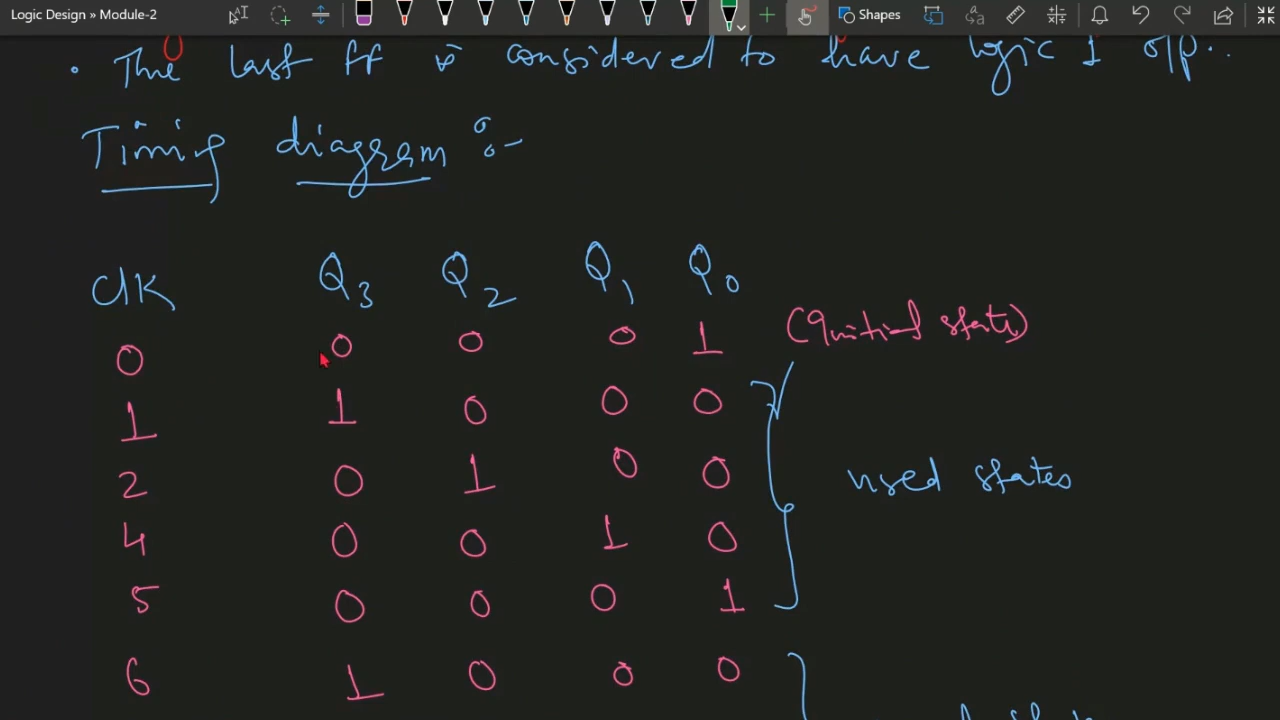 Logic Design » Module-2
Shapes
• The last ff is considered to have logic 1 o/p..
Timing diagram :-
Clk Q3 Q2 Q1 Q0
0 0 0 0 1 (Initial state)
1 1 0 0 0
2 0 1 0 0 used states
4 0 0 1 0
5 0 0 0 1
6 1 0 0 0